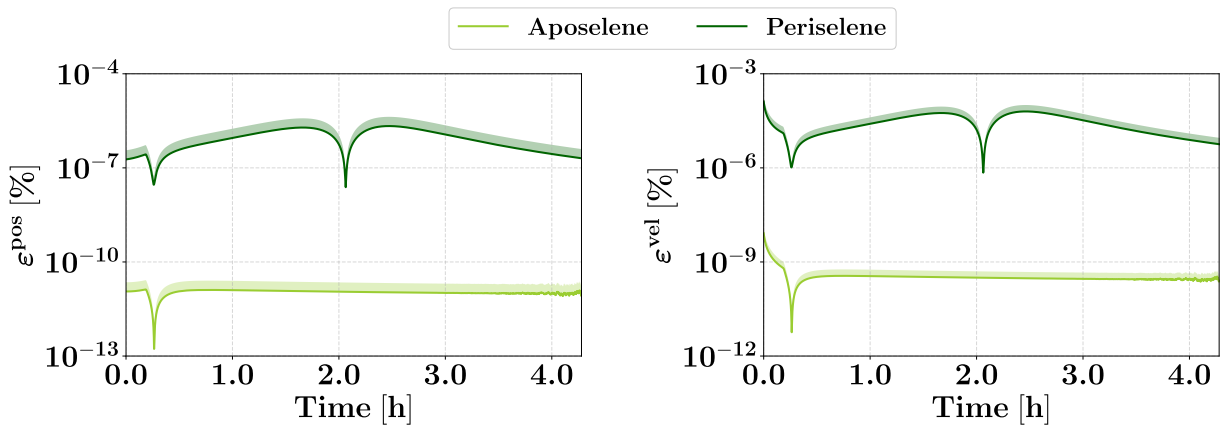 Aposelene Periselene
10⁻⁴
10⁻⁷
10⁻¹⁰
10⁻¹³
εᵖᵒˢ [%]
0.0 1.0 2.0 3.0 4.0
Time [h]
10⁻³
10⁻⁶
10⁻⁹
10⁻¹²
εᵛᵉˡ [%]
0.0 1.0 2.0 3.0 4.0
Time [h]